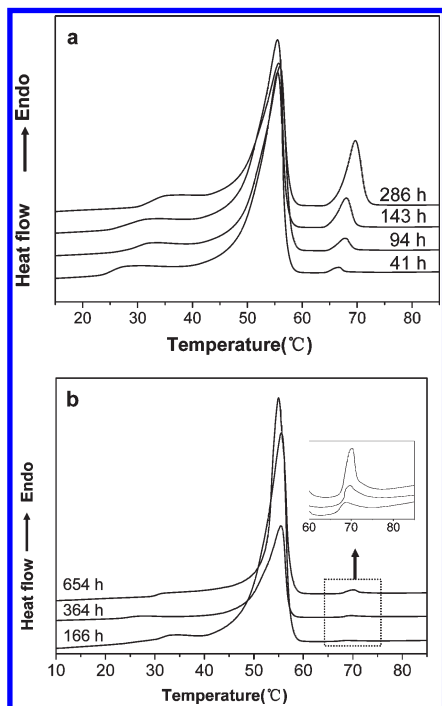 a
Heat flow ⟶ Endo
286 h
143 h
94 h
41 h
20 30 40 50 60 70 80
Temperature(℃)
b
Heat flow ⟶ Endo
60 70 80
654 h
364 h
166 h
10 20 30 40 50 60 70 80
Temperature(℃)